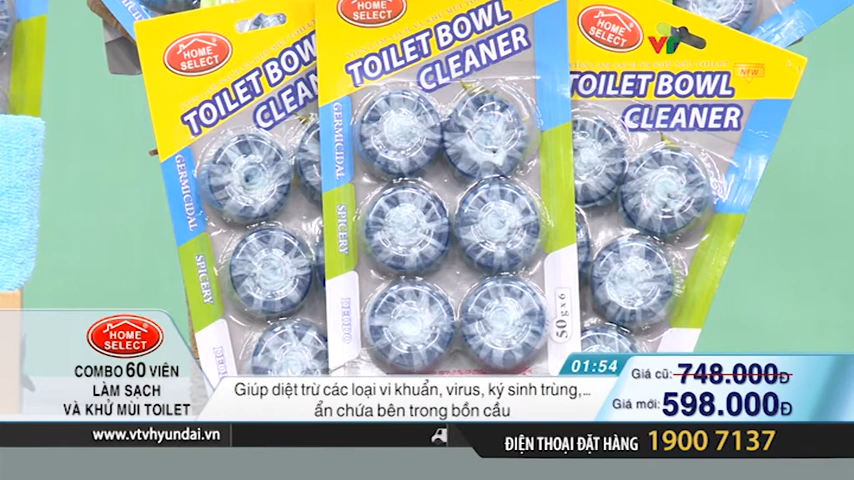 HOME
SELECT
TOILET BOWL
CLEAN
GERMICIDAL
SPICERY
HOME
SELECT
TOILET BOWL
CLEANER
GERMICIDAL
SPICERY
50g x 6
HOME
SELECT
VTV
NEW
TOILET BOWL
CLEANER
HOME
SELECT
COMBO 60 VIÊN
LÀM SẠCH
VÀ KHỬ MÙI TOILET
Giúp diệt trừ các loại vi khuẩn, virus, ký sinh trùng,...
ẩn chứa bên trong bồn cầu
01:54
Giá cũ: 748.000Đ
Giá mới: 598.000Đ
www.vtvhyundai.vn
ĐIỆN THOẠI ĐẶT HÀNG 1900 7137